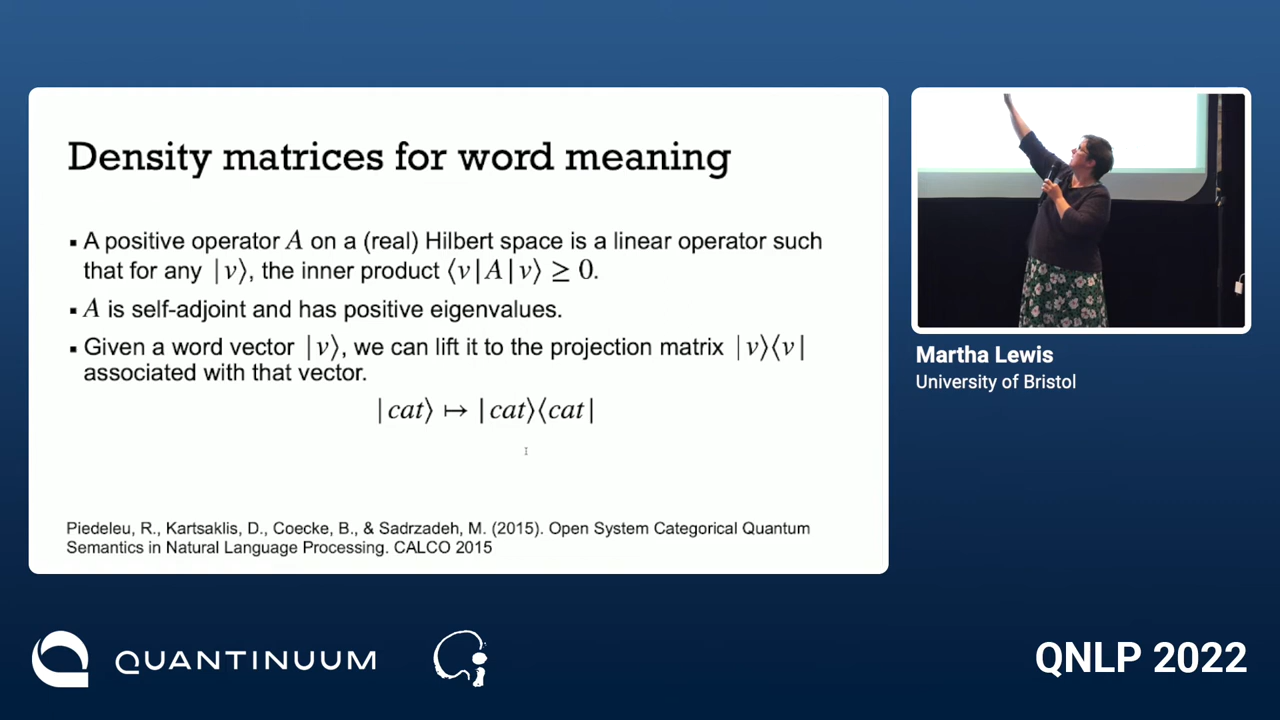 Density matrices for word meaning
▪ A positive operator A on a (real) Hilbert space is a linear operator such
that for any |v⟩, the inner product ⟨v|A|v⟩ ≥ 0.
▪ A is self-adjoint and has positive eigenvalues.
▪ Given a word vector |v⟩, we can lift it to the projection matrix |v⟩⟨v|
associated with that vector.
|cat⟩ ↦ |cat⟩⟨cat|
Piedeleu, R., Kartsaklis, D., Coecke, B., & Sadrzadeh, M. (2015). Open System Categorical Quantum
Semantics in Natural Language Processing. CALCO 2015
Martha Lewis
University of Bristol
QUANTINUUM
QNLP 2022